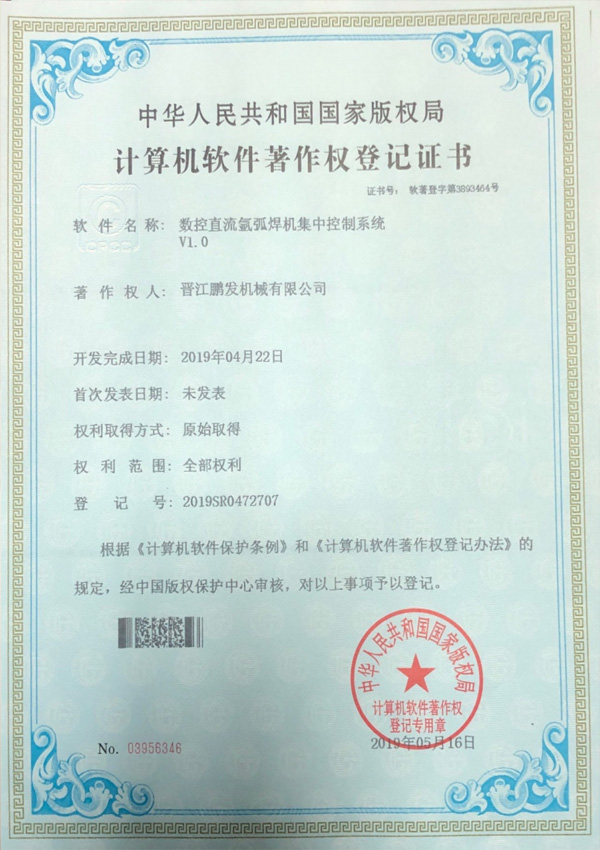 中华人民共和国国家版权局
计算机软件著作权登记证书
证书号： 软著登字第3893464号
软件名称： 数控直流氩弧焊机集中控制系统
V1.0
著作权人： 晋江鹏发机械有限公司
开发完成日期： 2019年04月22日
首次发表日期： 未发表
权利取得方式： 原始取得
权利范围： 全部权利
登记号： 2019SR0472707
根据《计算机软件保护条例》和《计算机软件著作权登记办法》的
规定，经中国版权保护中心审核，对以上事项予以登记。
中华人民共和国国家版权局
计算机软件著作权
登记专用章
No. 03956346
2019年05月16日